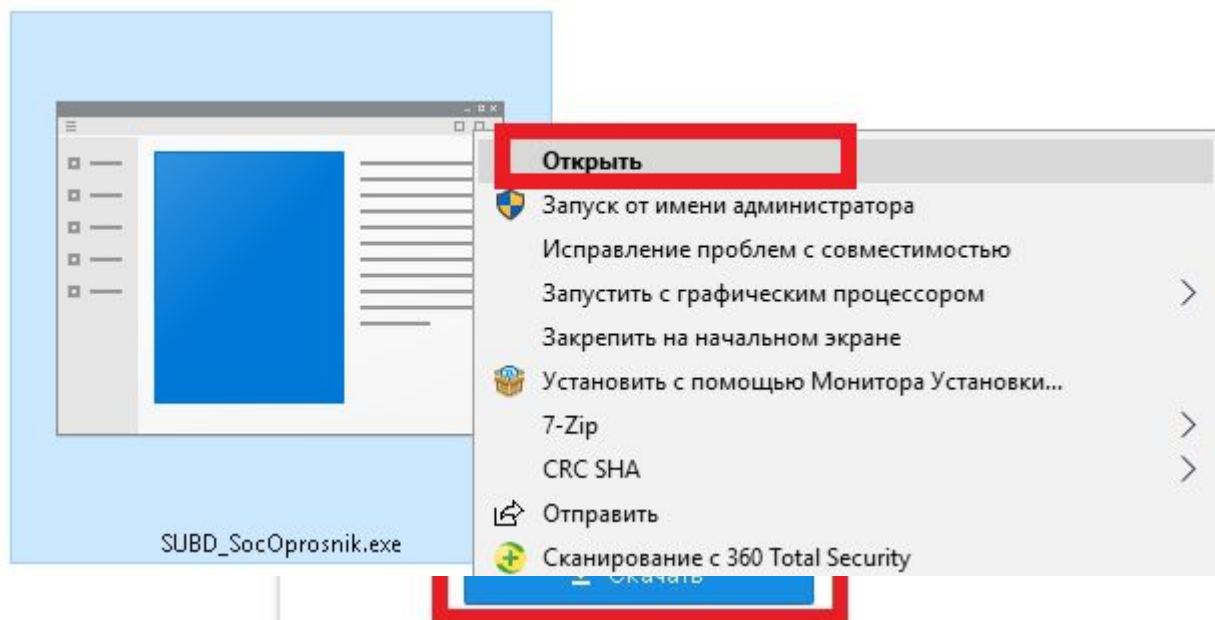 Открыть
Запуск от имени администратора
Исправление проблем с совместимостью
Запустить с графическим процессором
Закрепить на начальном экране
Установить с помощью Монитора Установки...
7-Zip
CRC SHA
Отправить
Сканирование с 360 Total Security
SUBD_SocOprosnik.exe
Скачать